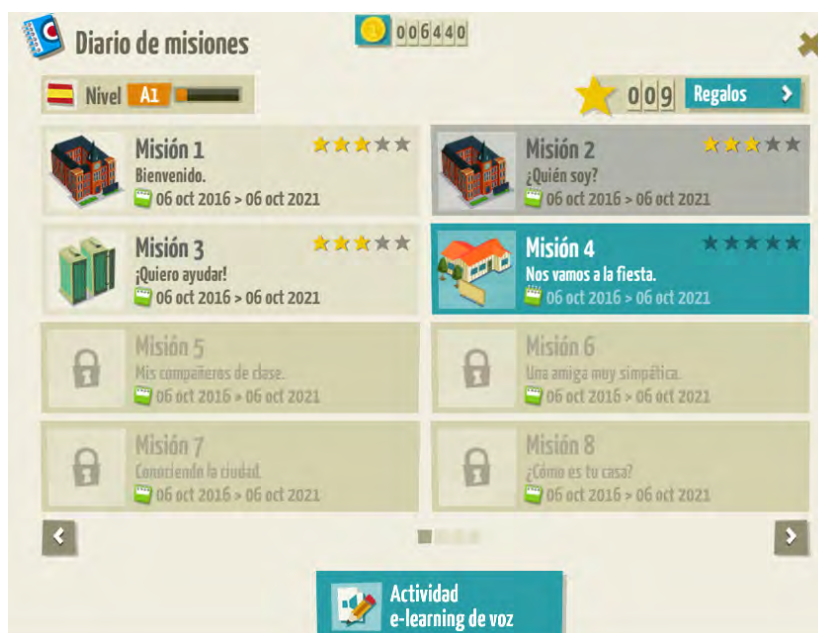 Diario de misiones
1 006440
Nivel A1
009 Regalos
Misión 1
Bienvenido.
06 oct 2016 > 06 oct 2021
Misión 2
¿Quién soy?
06 oct 2016 > 06 oct 2021
Misión 3
¡Quiero ayudar!
06 oct 2016 > 06 oct 2021
Misión 4
Nos vamos a la fiesta.
06 oct 2016 > 06 oct 2021
Misión 5
Mis compañeros de clase.
06 oct 2016 > 06 oct 2021
Misión 6
Una amiga muy simpática.
06 oct 2016 > 06 oct 2021
Misión 7
Conociendo la ciudad.
06 oct 2016 > 06 oct 2021
Misión 8
¿Cómo es tu casa?
06 oct 2016 > 06 oct 2021
Actividad
e-learning de voz